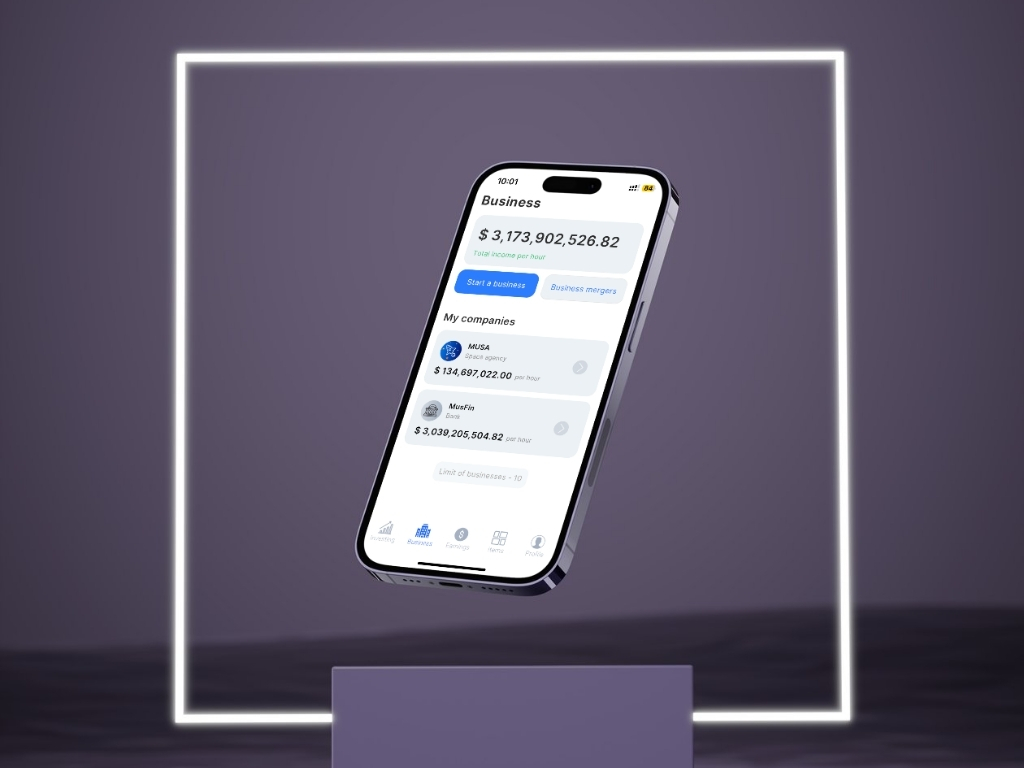 10:01
84
Business
$ 3,173,902,526.82
Total income per hour
Start a business
Business mergers
My companies
MUSA
Space agency
$ 134,697,022.00 per hour
MusFin
Bank
$ 3,039,205,504.82 per hour
Limit of businesses - 10
Investing
Business
Earnings
Items
Profile